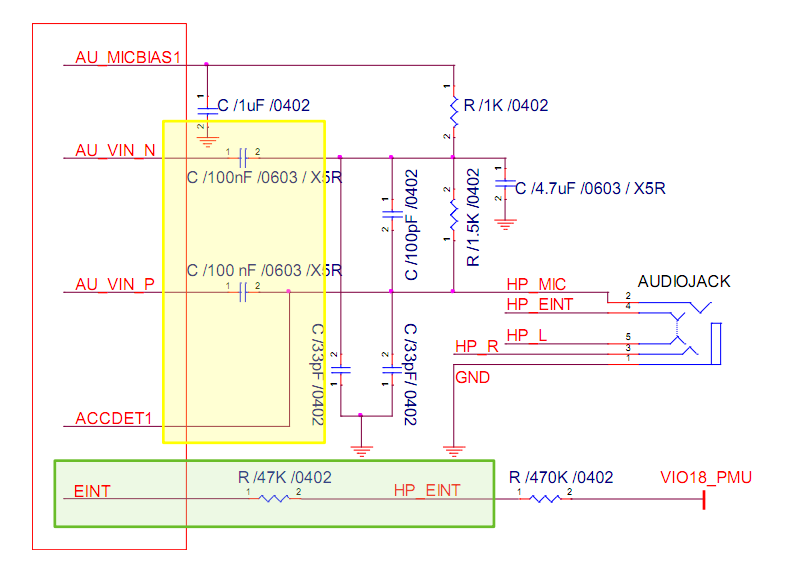 AU_MICBIAS1
1
C /1uF /0402
2
1
R /1K /0402
2
AU_VIN_N
1 2
C /100nF /0603 / X5R
1
C /100pF /0402
2
2
R /1.5K /0402
1
1
C /4.7uF /0603 / X5R
2
C /100 nF /0603 /X5R
AU_VIN_P
1 2
HP_MIC
AUDIOJACK
2
HP_EINT
4
HP_L
5
HP_R
3
1
GND
2
C /33pF/ 0402
1
2
C /33pF/ 0402
1
ACCDET1
EINT
R /47K /0402
1 2
HP_EINT
R /470K /0402
1 2
VIO18_PMU